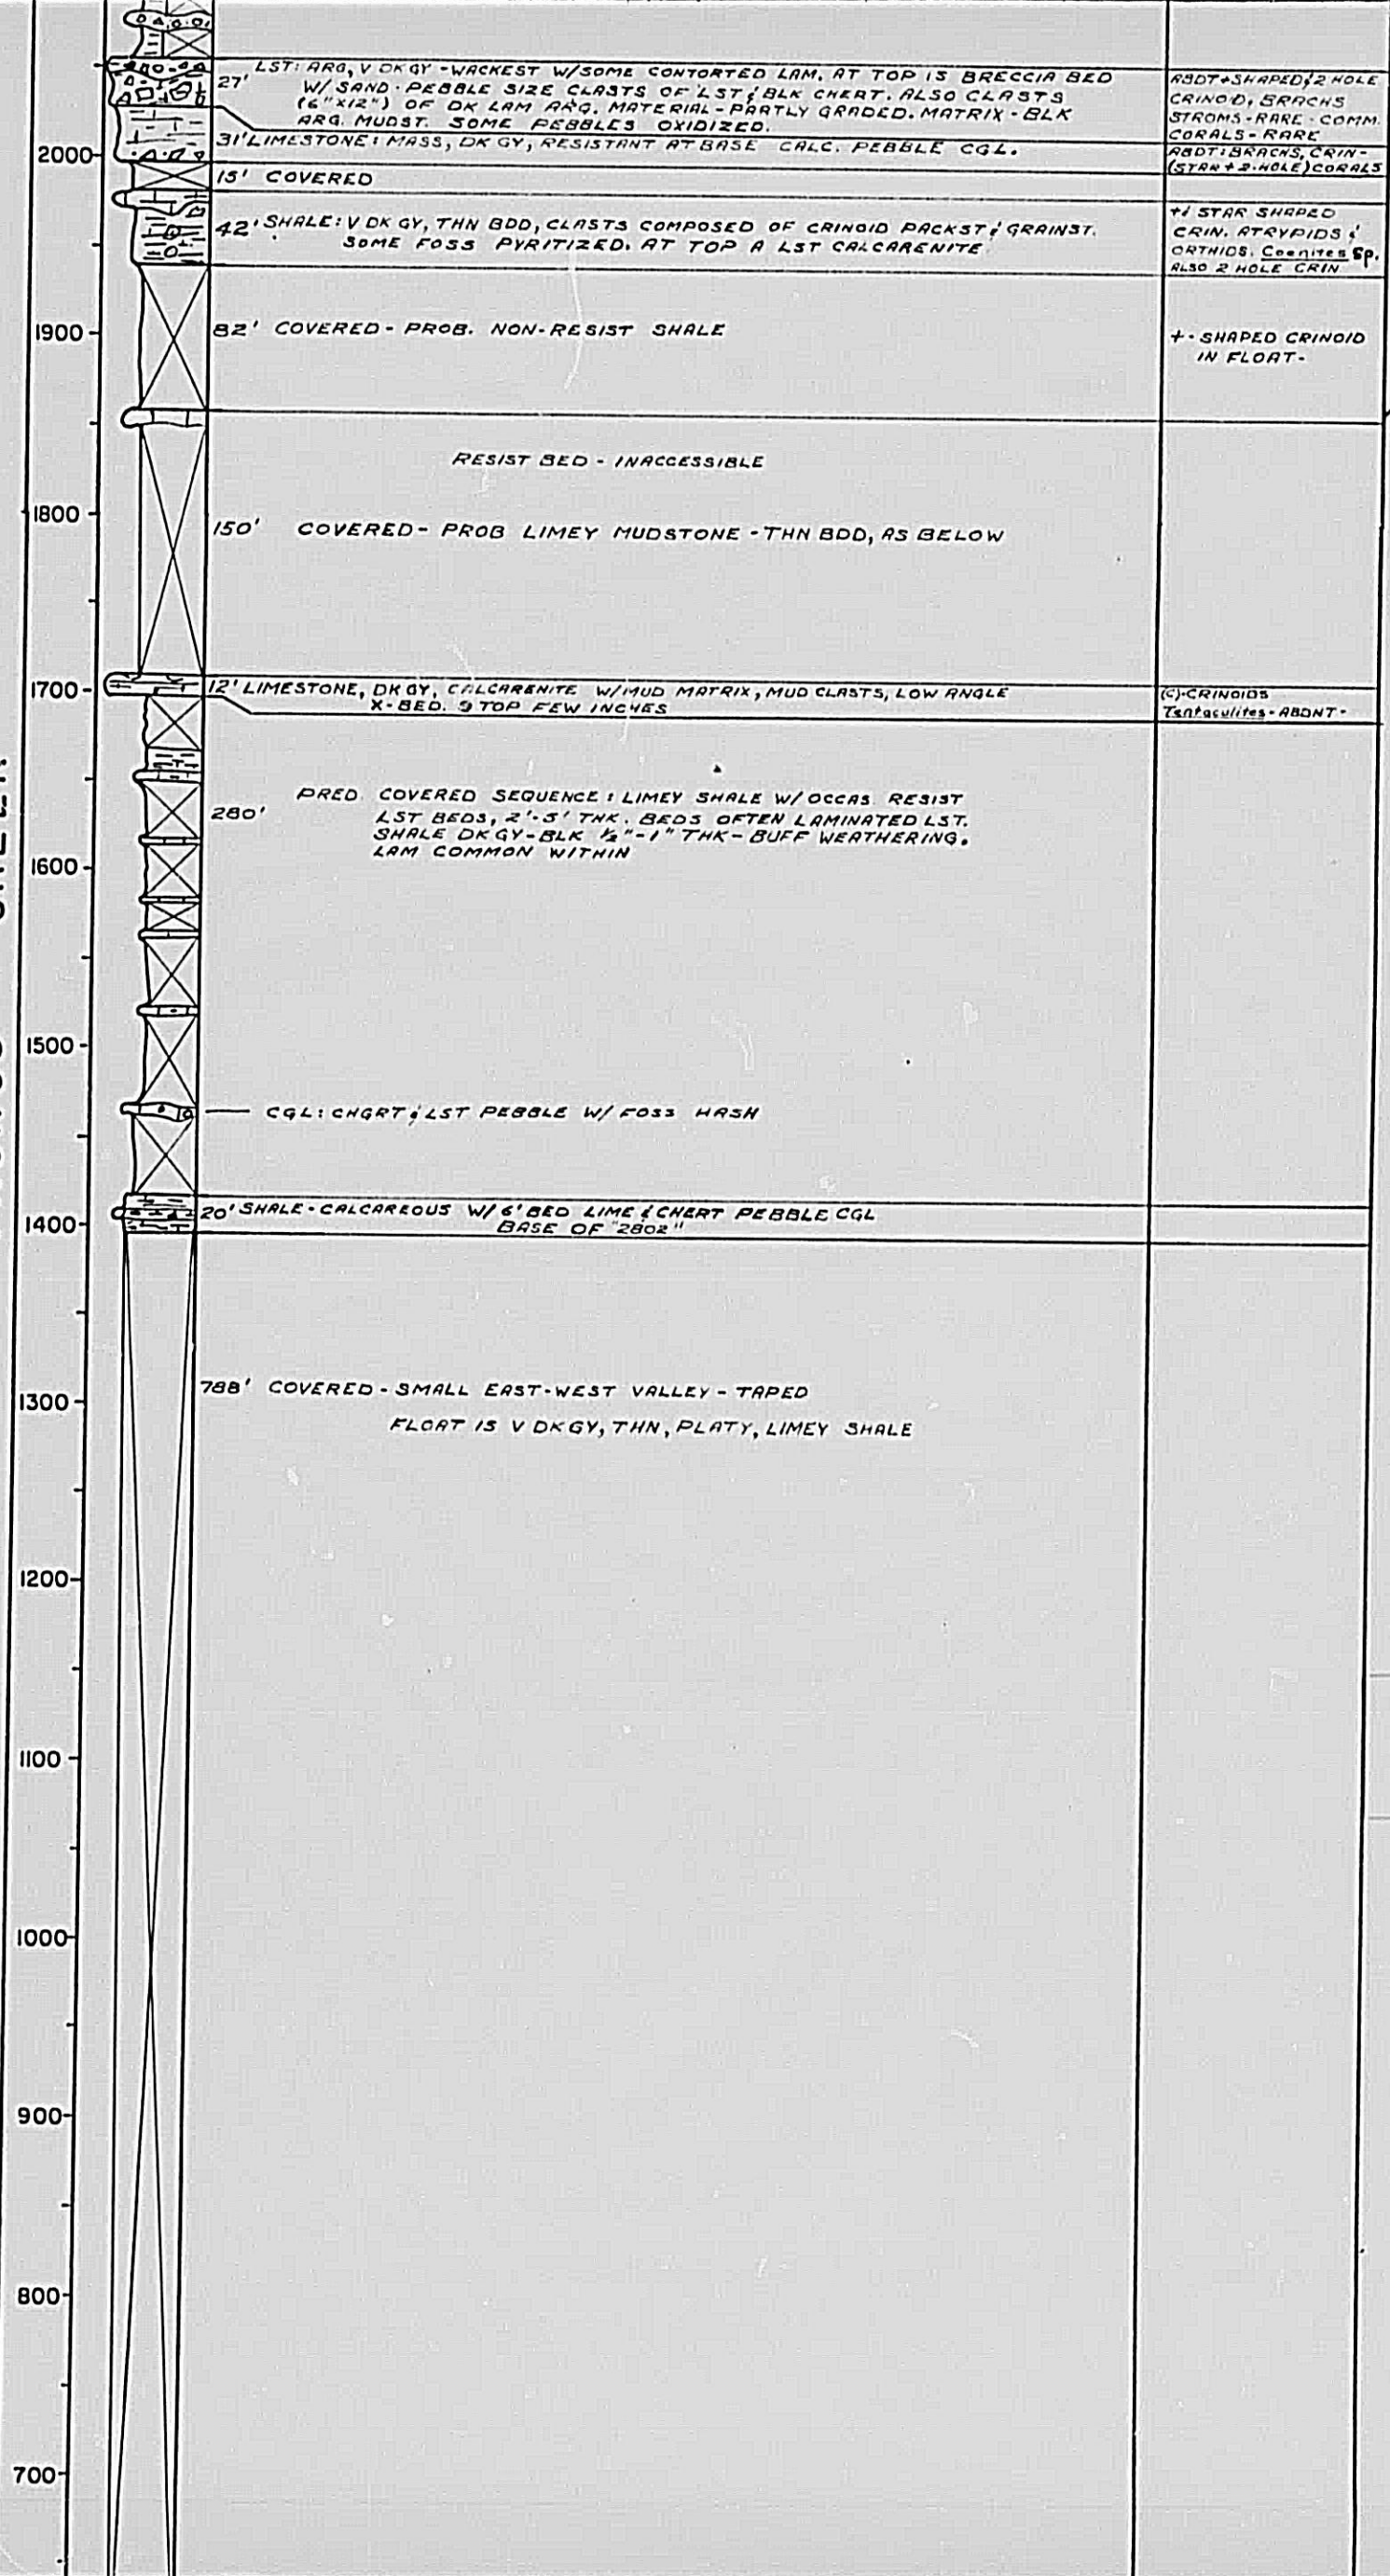 27' LST: ARG, V DK GY - WACKEST W/SOME CONTORTED LAM. AT TOP IS BRECCIA BED
W/ SAND - PEBBLE SIZE CLASTS OF LST & BLK CHERT. ALSO CLASTS
(6"X12") OF DK LAM ARG. MATERIAL - PARTLY GRADED. MATRIX - BLK
ARG. MUDST. SOME PEBBLES OXIDIZED.
ABDT + SHAPED, & 2 HOLE
CRINOID, BRACHS
STROMS - RARE - COMM.
CORALS - RARE
2000
31' LIMESTONE: MASS, DK GY, RESISTANT AT BASE CALC. PEBBLE CGL.
ABDT: BRACHS, CRIN -
(STAR + 2-HOLE) CORALS
15' COVERED
42' SHALE: V DK GY, THN BDD, CLASTS COMPOSED OF CRINOID PACKST & GRAINST.
SOME FOSS PYRITIZED. AT TOP A LST CALCARENITE
STAR SHAPED
CRIN. ATRYPIDS &
ORTHIDS. Coenites Sp.
ALSO 2 HOLE CRIN
1900
82' COVERED - PROB. NON-RESIST SHALE
+ - SHAPED CRINOID
IN FLOAT -
RESIST BED - INACCESSIBLE
1800
150' COVERED - PROB LIMEY MUDSTONE - THN BDD, AS BELOW
1700
12' LIMESTONE, DK GY, CALCARENITE W/MUD MATRIX, MUD CLASTS, LOW ANGLE
X-BED. TOP FEW INCHES
(C)-CRINOIDS
Tentaculites - ABDNT -
280' PRED. COVERED SEQUENCE: LIMEY SHALE W/OCCAS. RESIST
LST BEDS, 2'-5' THK. BEDS OFTEN LAMINATED LST.
SHALE DK GY-BLK ½"-1" THK - BUFF WEATHERING.
LAM COMMON WITHIN
1600
1500
CGL: CHGRT & LST PEBBLE W/ FOSS HASH
1400
20' SHALE - CALCAREOUS W/ 6' BED LIME & CHERT PEBBLE CGL
BASE OF "2802"
1300
788' COVERED - SMALL EAST-WEST VALLEY - TAPED
FLOAT IS V DK GY, THN, PLATY, LIMEY SHALE
1200
1100
1000
900
800
700